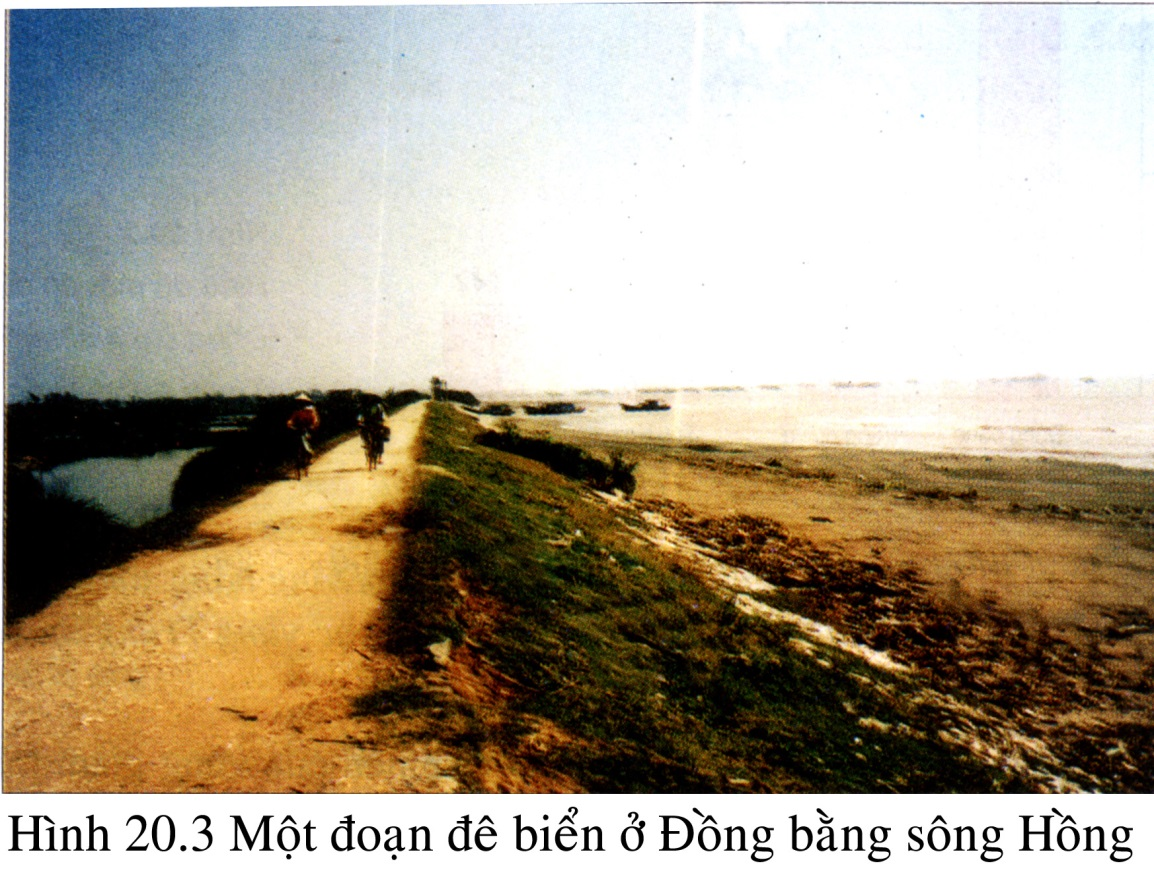 Hình 20.3 Một đoạn đê biển ở Đồng bằng sông Hồng